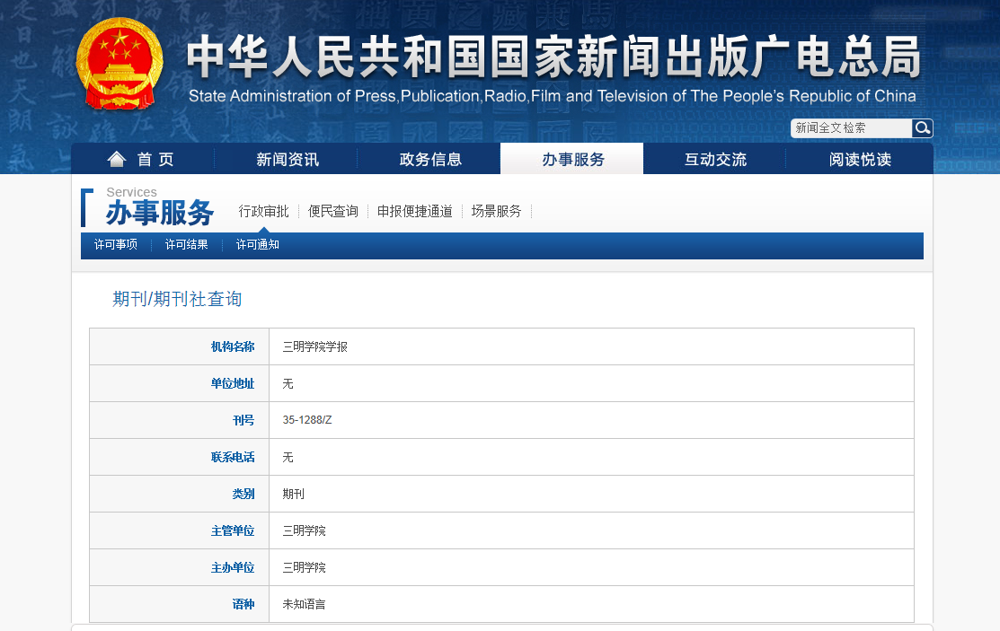 中华人民共和国国家新闻出版广电总局
State Administration of Press,Publication,Radio,Film and Television of The People's Republic of China
新闻全文检索
首 页 新闻资讯 政务信息 办事服务 互动交流 阅读悦读
Services
办事服务 行政审批 便民查询 申报便捷通道 场景服务
许可事项 许可结果 许可通知
期刊/期刊社查询
机构名称 三明学院学报
单位地址 无
刊号 35-1288/Z
联系电话 无
类别 期刊
主管单位 三明学院
主办单位 三明学院
语种 未知语言